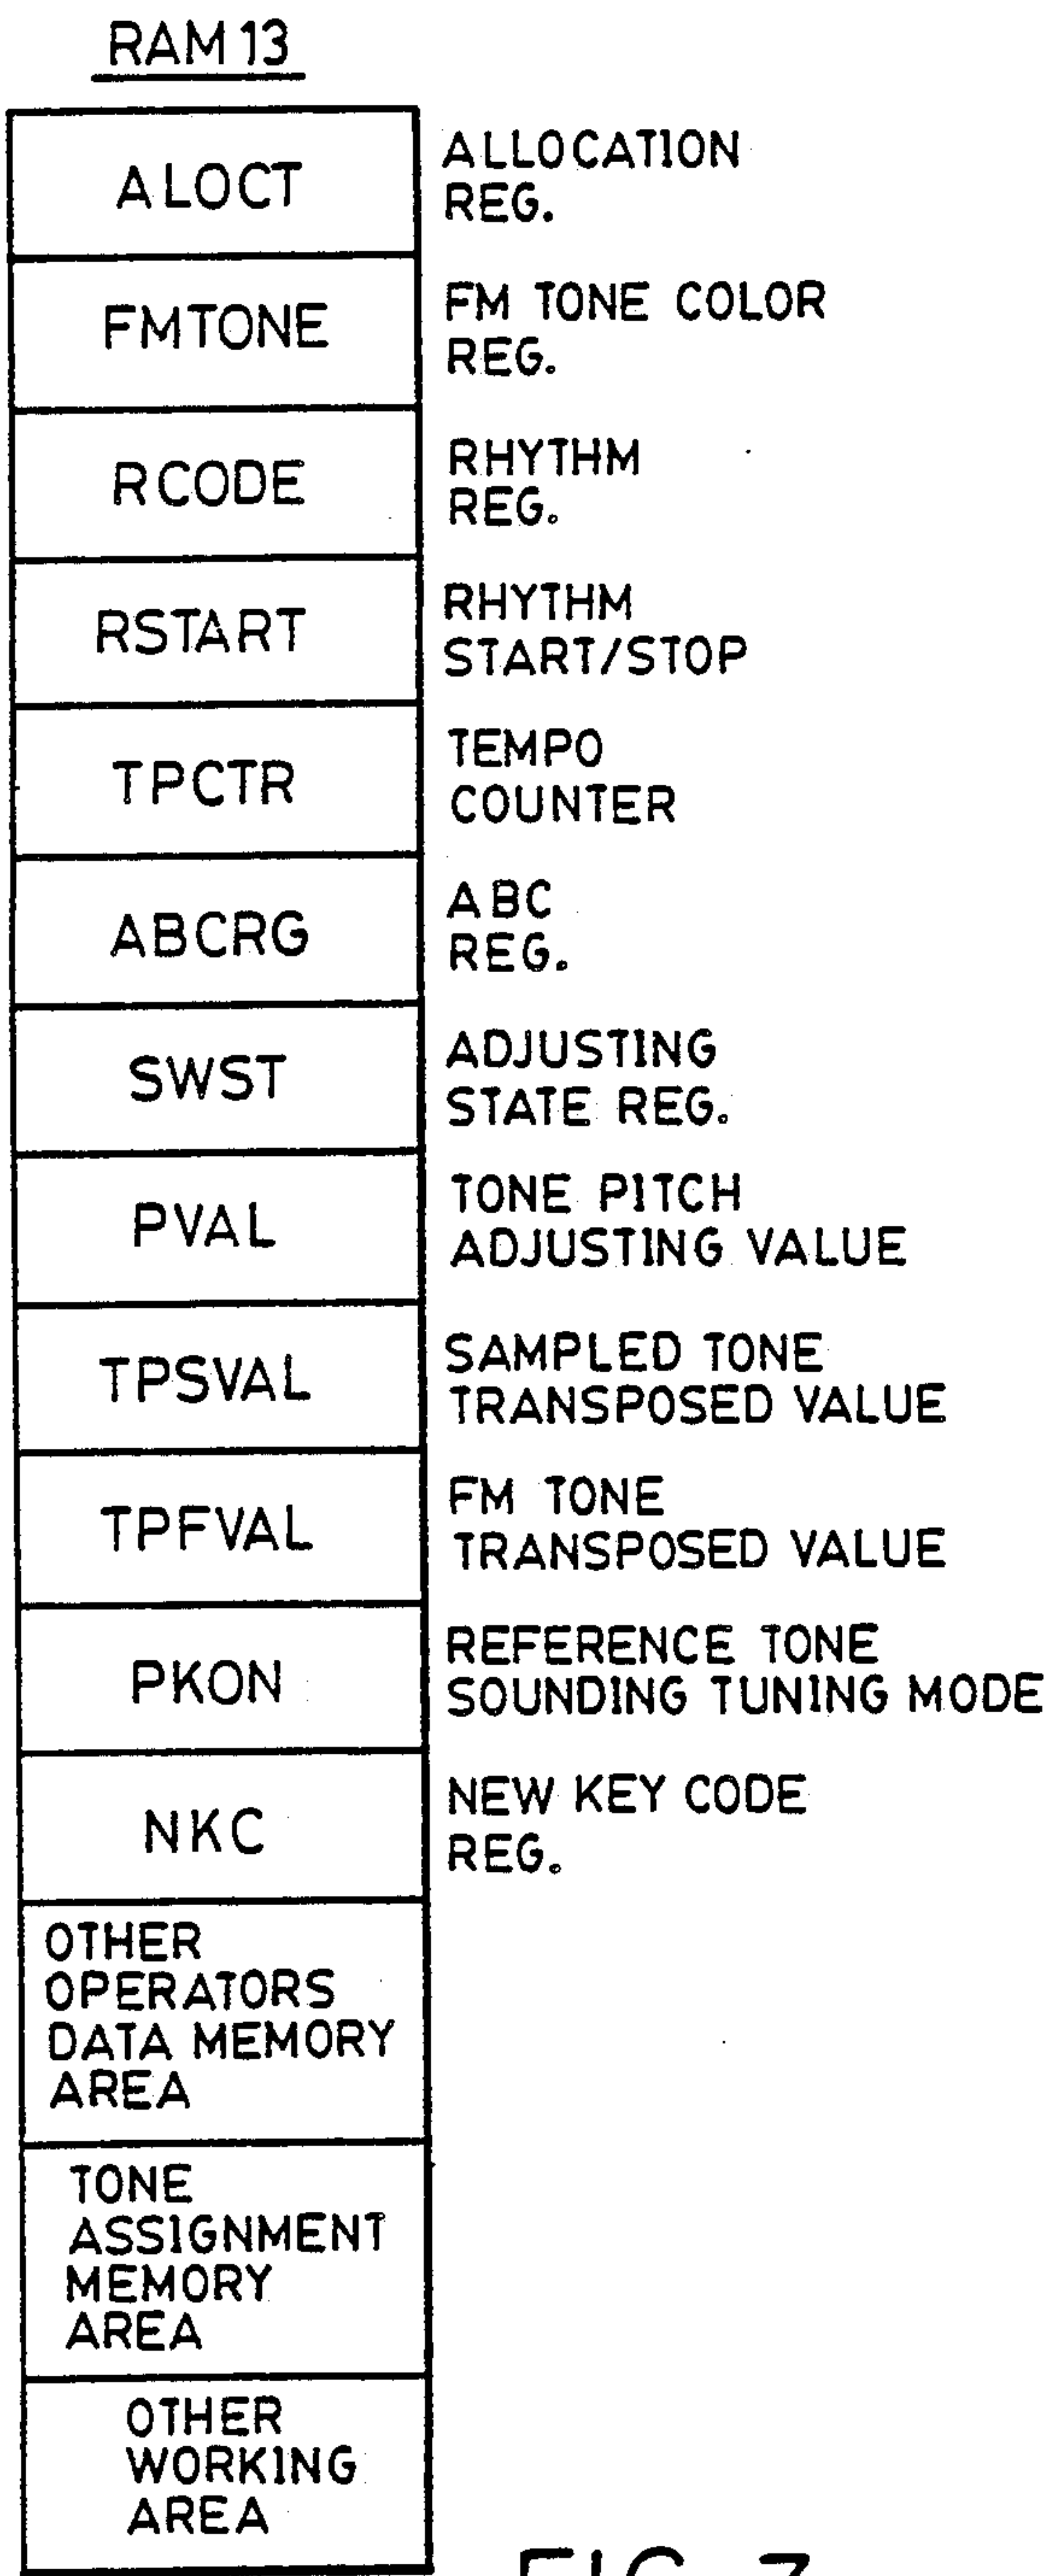 RAM 13
ALOCT
ALLOCATION
REG.
FMTONE
FM TONE COLOR
REG.
RCODE
RHYTHM
REG.
RSTART
RHYTHM
START/STOP
TPCTR
TEMPO
COUNTER
ABCRG
ABC
REG.
SWST
ADJUSTING
STATE REG.
PVAL
TONE PITCH
ADJUSTING VALUE
TPSVAL
SAMPLED TONE
TRANSPOSED VALUE
TPFVAL
FM TONE
TRANSPOSED VALUE
PKON
REFERENCE TONE
SOUNDING TUNING MODE
NKC
NEW KEY CODE
REG.
OTHER
OPERATORS
DATA MEMORY
AREA
TONE
ASSIGNMENT
MEMORY
AREA
OTHER
WORKING
AREA
FIG.